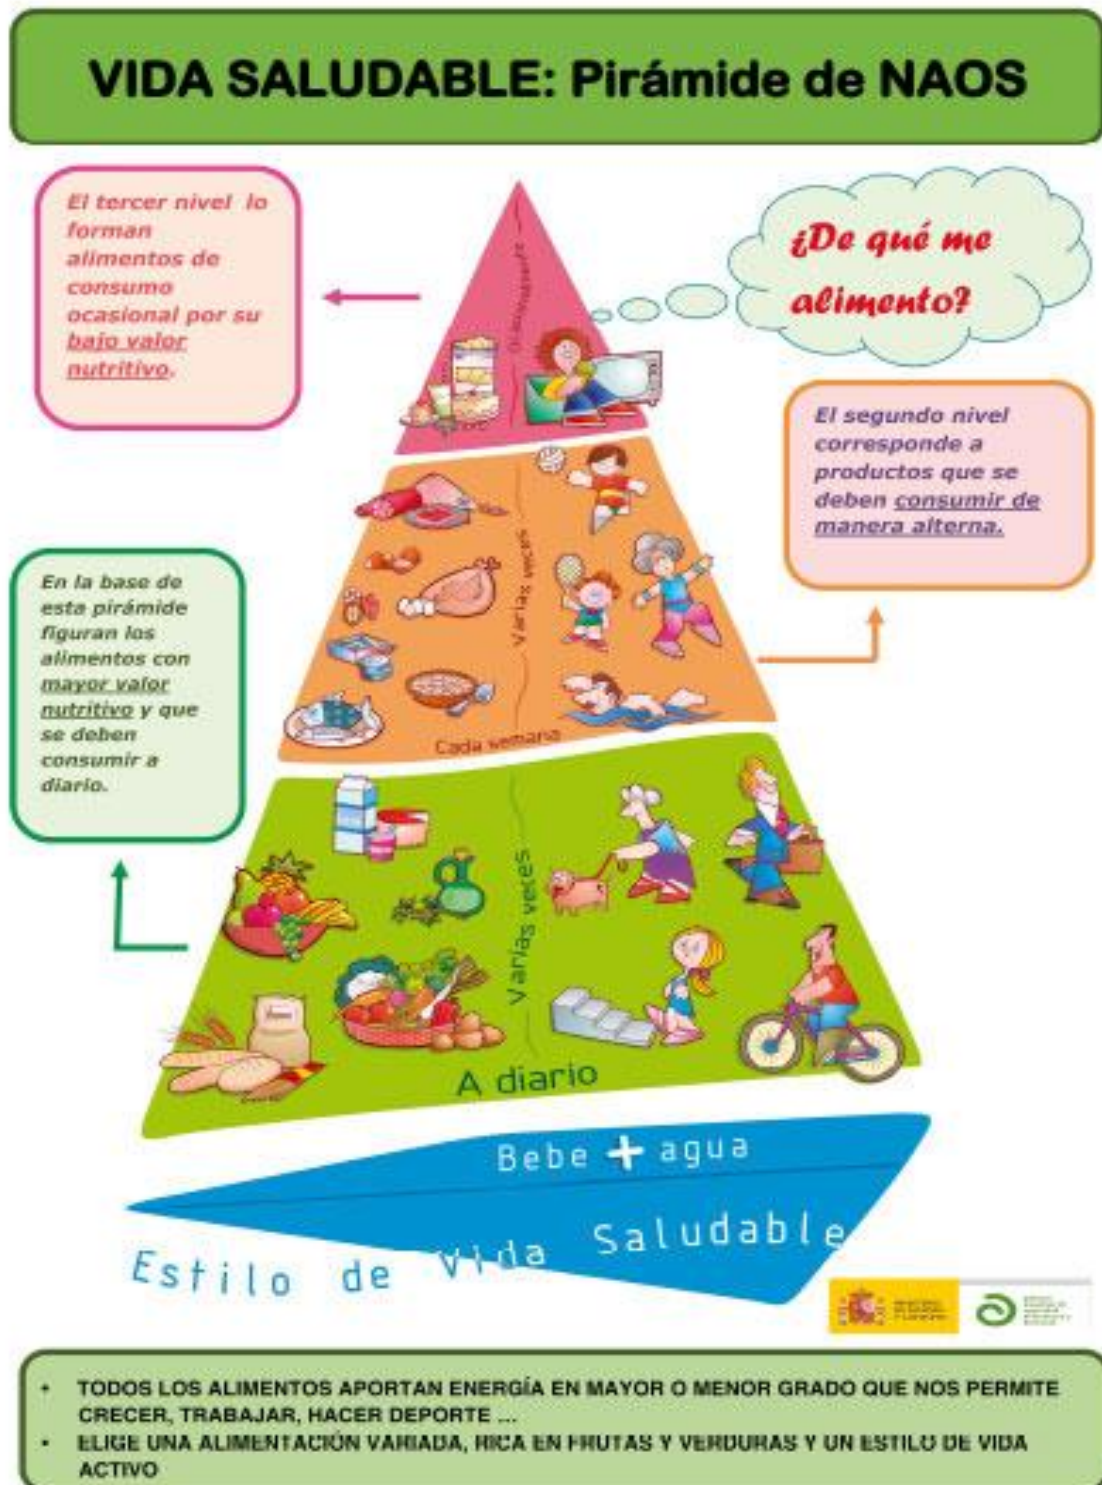 VIDA SALUDABLE: Pirámide de NAOS
El tercer nivel lo
forman
alimentos de
consumo
ocasional por su
bajo valor
nutritivo.
¿De qué me
alimento?
El segundo nivel
corresponde a
productos que se
deben consumir de
manera alterna.
En la base de
esta pirámide
figuran los
alimentos con
mayor valor
nutritivo y que
se deben
consumir a
diario.
Varias veces
Cada semana
Varias veces
A diario
Bebe + agua
Estilo de Vida Saludable
• TODOS LOS ALIMENTOS APORTAN ENERGÍA EN MAYOR O MENOR GRADO QUE NOS PERMITE
CRECER, TRABAJAR, HACER DEPORTE ...
• ELIGE UNA ALIMENTACIÓN VARIADA, RICA EN FRUTAS Y VERDURAS Y UN ESTILO DE VIDA
ACTIVO